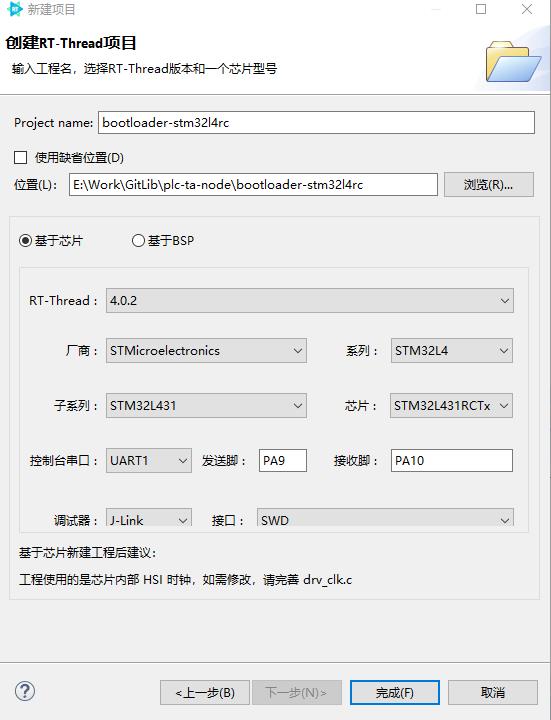 RT 新建项目
创建RT-Thread项目
输入工程名，选择RT-Thread版本和一个芯片型号
Project name: bootloader-stm32l4rc
使用缺省位置(D)
位置(L)： E:\Work\GitLib\plc-ta-node\bootloader-stm32l4rc 浏览(R)...
基于芯片 基于BSP
RT-Thread： 4.0.2
厂商： STMicroelectronics 系列： STM32L4
子系列： STM32L431 芯片： STM32L431RCTx
控制台串口： UART1 发送脚： PA9 接收脚： PA10
调试器： J-Link 接口： SWD
基于芯片新建工程后建议：
工程使用的是芯片内部 HSI 时钟，如需修改，请完善 drv_clk.c
? <上一步(B) 下一步(N)> 完成(F) 取消